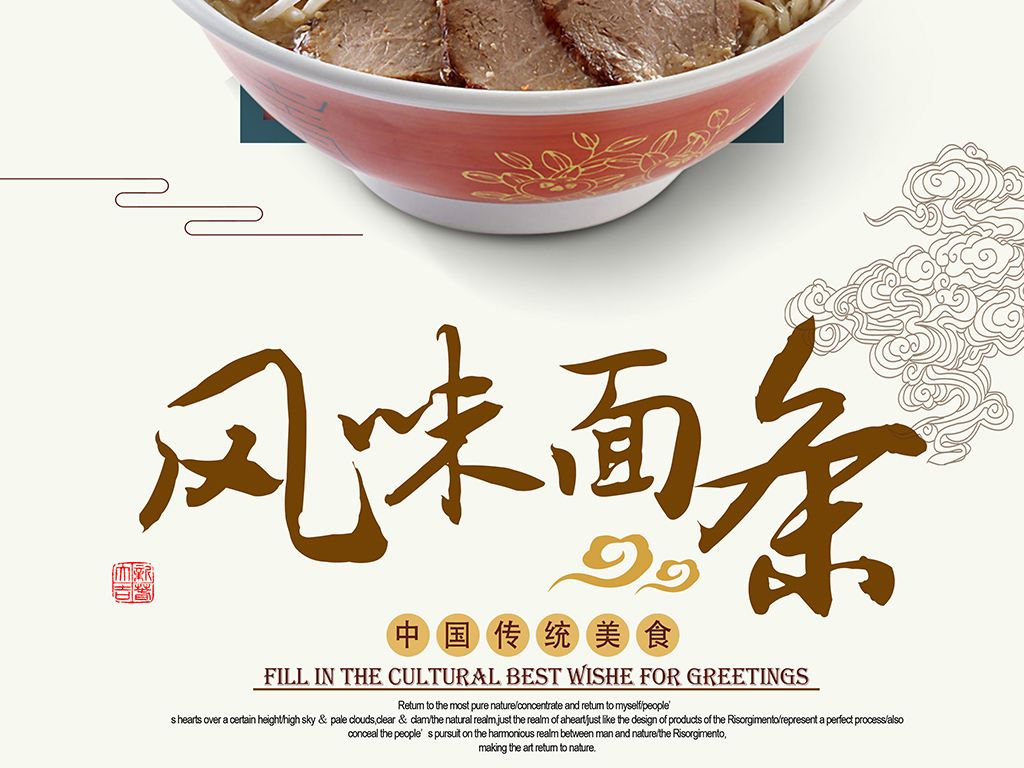 风味面条
新春大吉
中国传统美食
FILL IN THE CULTURAL BEST WISHE FOR GREETINGS
Return to the most pure nature/concentrate and return to myself/people'
s hearts over a certain height/high sky & pale clouds,clear & clam/the natural realm,just the realm of aheart/just like the design of products of the Risorgimento/represent a perfect process/also
conceal the people' s pursuit on the harmonious realm between man and nature/the Risorgimento,
making the art return to nature.